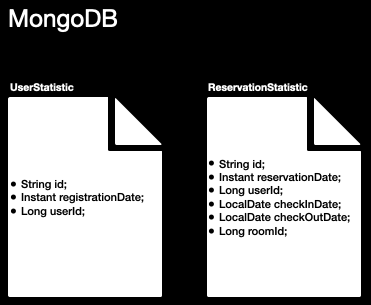 MongoDB
UserStatistic
• String id;
• Instant registrationDate;
• Long userId;
ReservationStatistic
• String id;
• Instant reservationDate;
• Long userId;
• LocalDate checkInDate;
• LocalDate checkOutDate;
• Long roomId;